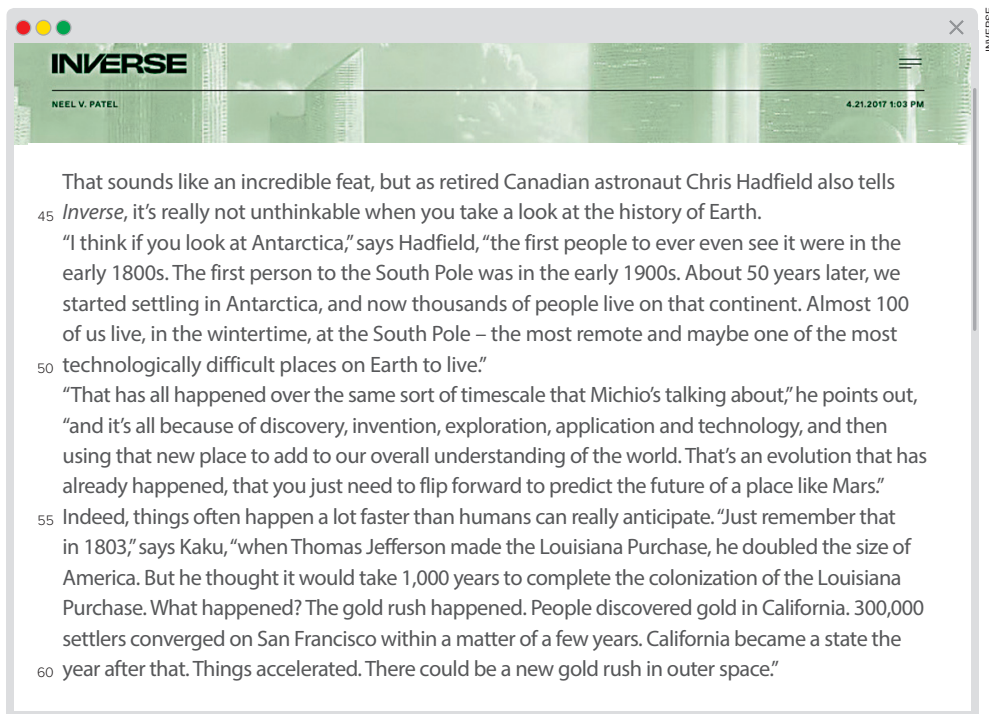 INVERSE
INVERSE
NEEL V. PATEL 4.21.2017 1:03 PM
That sounds like an incredible feat, but as retired Canadian astronaut Chris Hadfield also tells
45 Inverse, it’s really not unthinkable when you take a look at the history of Earth.
“I think if you look at Antarctica,” says Hadfield, “the first people to ever even see it were in the
early 1800s. The first person to the South Pole was in the early 1900s. About 50 years later, we
started settling in Antarctica, and now thousands of people live on that continent. Almost 100
of us live, in the wintertime, at the South Pole – the most remote and maybe one of the most
50 technologically difficult places on Earth to live.”
“That has all happened over the same sort of timescale that Michio’s talking about,” he points out,
“and it’s all because of discovery, invention, exploration, application and technology, and then
using that new place to add to our overall understanding of the world. That’s an evolution that has
already happened, that you just need to flip forward to predict the future of a place like Mars.”
55 Indeed, things often happen a lot faster than humans can really anticipate. “Just remember that
in 1803,” says Kaku, “when Thomas Jefferson made the Louisiana Purchase, he doubled the size of
America. But he thought it would take 1,000 years to complete the colonization of the Louisiana
Purchase. What happened? The gold rush happened. People discovered gold in California. 300,000
settlers converged on San Francisco within a matter of a few years. California became a state the
60 year after that. Things accelerated. There could be a new gold rush in outer space.”